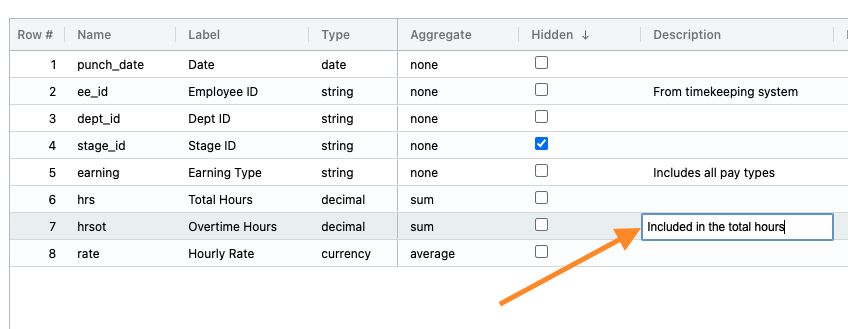 Row # Name Label Type Aggregate Hidden ↓ Description
1 punch_date Date date none
2 ee_id Employee ID string none From timekeeping system
3 dept_id Dept ID string none
4 stage_id Stage ID string none
5 earning Earning Type string none Includes all pay types
6 hrs Total Hours decimal sum
7 hrsot Overtime Hours decimal sum Included in the total hours
8 rate Hourly Rate currency average